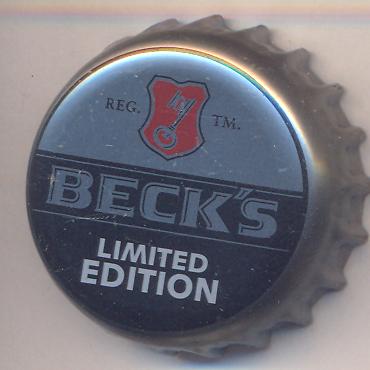 REG. TM.
BECK'S
LIMITED
EDITION